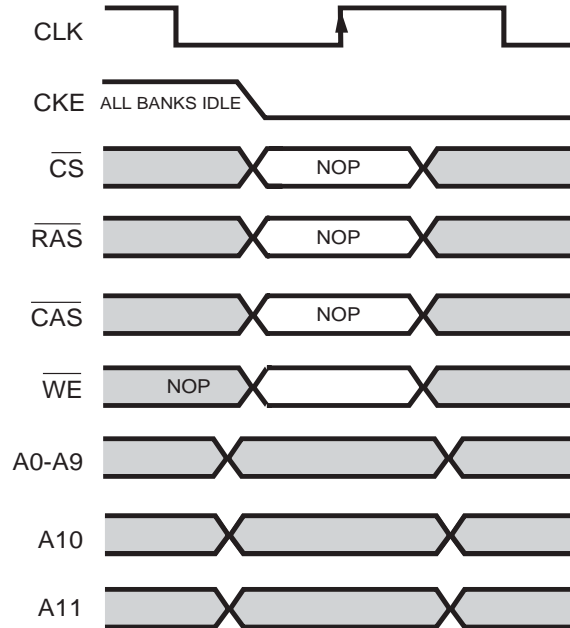 CLK
CKE ALL BANKS IDLE
CS NOP
RAS NOP
CAS NOP
WE NOP
A0-A9
A10
A11